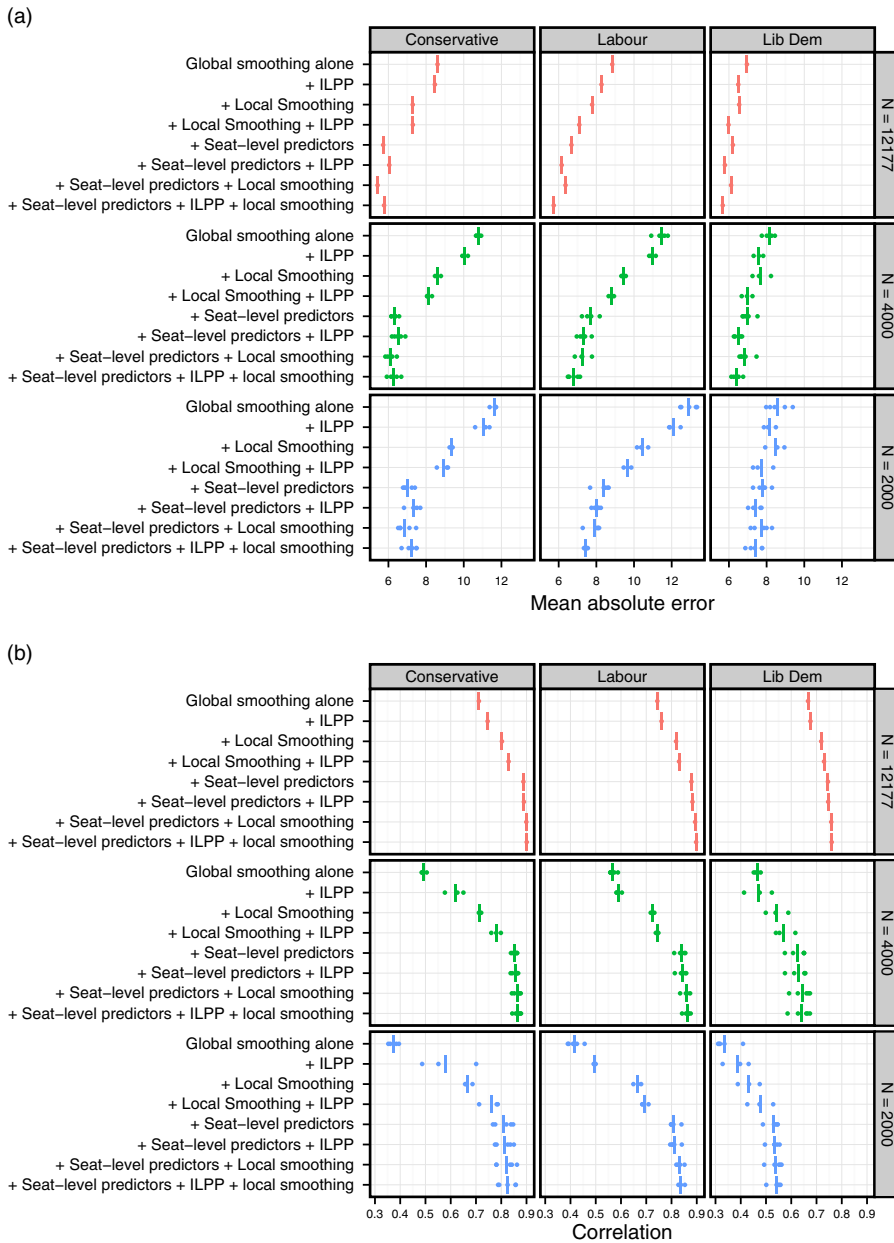 (a)
Conservative Labour Lib Dem
Global smoothing alone
+ ILPP
+ Local Smoothing
+ Local Smoothing + ILPP
+ Seat−level predictors
+ Seat−level predictors + ILPP
+ Seat−level predictors + Local smoothing
+ Seat−level predictors + ILPP + local smoothing
N = 12177
Global smoothing alone
+ ILPP
+ Local Smoothing
+ Local Smoothing + ILPP
+ Seat−level predictors
+ Seat−level predictors + ILPP
+ Seat−level predictors + Local smoothing
+ Seat−level predictors + ILPP + local smoothing
N = 4000
Global smoothing alone
+ ILPP
+ Local Smoothing
+ Local Smoothing + ILPP
+ Seat−level predictors
+ Seat−level predictors + ILPP
+ Seat−level predictors + Local smoothing
+ Seat−level predictors + ILPP + local smoothing
N = 2000
6 8 10 12 6 8 10 12 6 8 10 12
Mean absolute error
(b)
Conservative Labour Lib Dem
Global smoothing alone
+ ILPP
+ Local Smoothing
+ Local Smoothing + ILPP
+ Seat−level predictors
+ Seat−level predictors + ILPP
+ Seat−level predictors + Local smoothing
+ Seat−level predictors + ILPP + local smoothing
N = 12177
Global smoothing alone
+ ILPP
+ Local Smoothing
+ Local Smoothing + ILPP
+ Seat−level predictors
+ Seat−level predictors + ILPP
+ Seat−level predictors + Local smoothing
+ Seat−level predictors + ILPP + local smoothing
N = 4000
Global smoothing alone
+ ILPP
+ Local Smoothing
+ Local Smoothing + ILPP
+ Seat−level predictors
+ Seat−level predictors + ILPP
+ Seat−level predictors + Local smoothing
+ Seat−level predictors + ILPP + local smoothing
N = 2000
0.3 0.4 0.5 0.6 0.7 0.8 0.9 0.3 0.4 0.5 0.6 0.7 0.8 0.9 0.3 0.4 0.5 0.6 0.7 0.8 0.9
Correlation